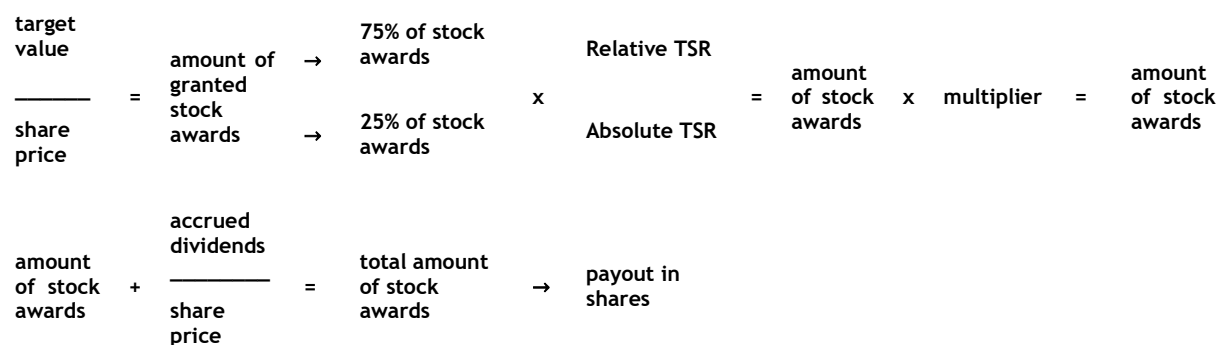 target
value
______
share
price
=
amount of
granted
stock
awards
→
→
75% of stock
awards
25% of stock
awards
x
Relative TSR
Absolute TSR
=
amount
of stock
awards
x
multiplier
=
amount
of stock
awards
amount
of stock
awards
+
accrued
dividends
________
share
price
=
total amount
of stock
awards
→
payout in
shares